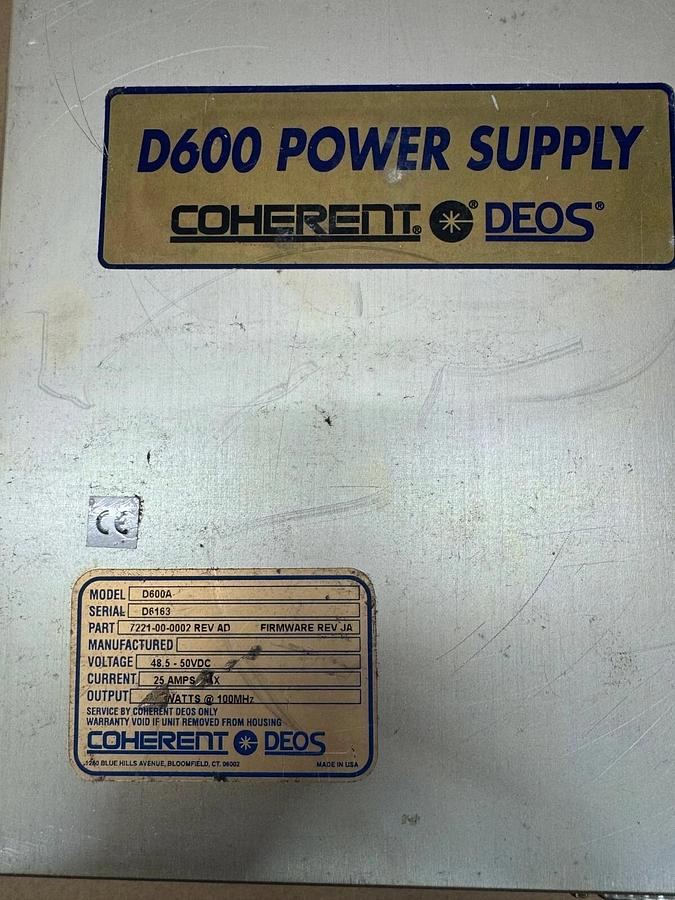 D600 POWER SUPPLY
COHERENT® ® DEOS®
CE
MODEL D600A
SERIAL D6163
PART 7221-00-0002 REV AD FIRMWARE REV JA
MANUFACTURED
VOLTAGE 48.5 - 50VDC
CURRENT 25 AMPS
OUTPUT WATTS @ 100MHz
SERVICE BY COHERENT DEOS ONLY
WARRANTY VOID IF UNIT REMOVED FROM HOUSING
COHERENT DEOS
1280 BLUE HILLS AVENUE, BLOOMFIELD, CT. 06002 MADE IN USA